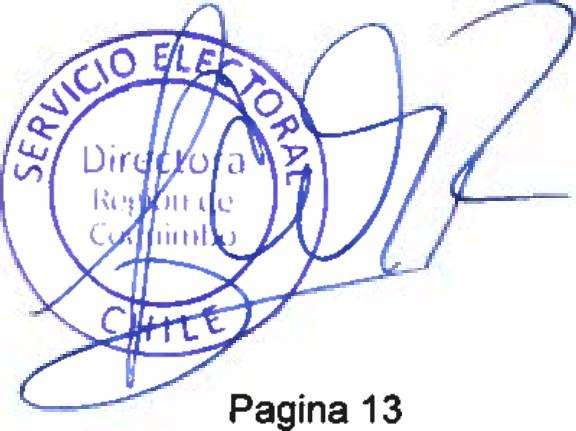 SERVICIO ELECTORAL
Directora
Region de
Coquimbo
CHILE
Pagina 13